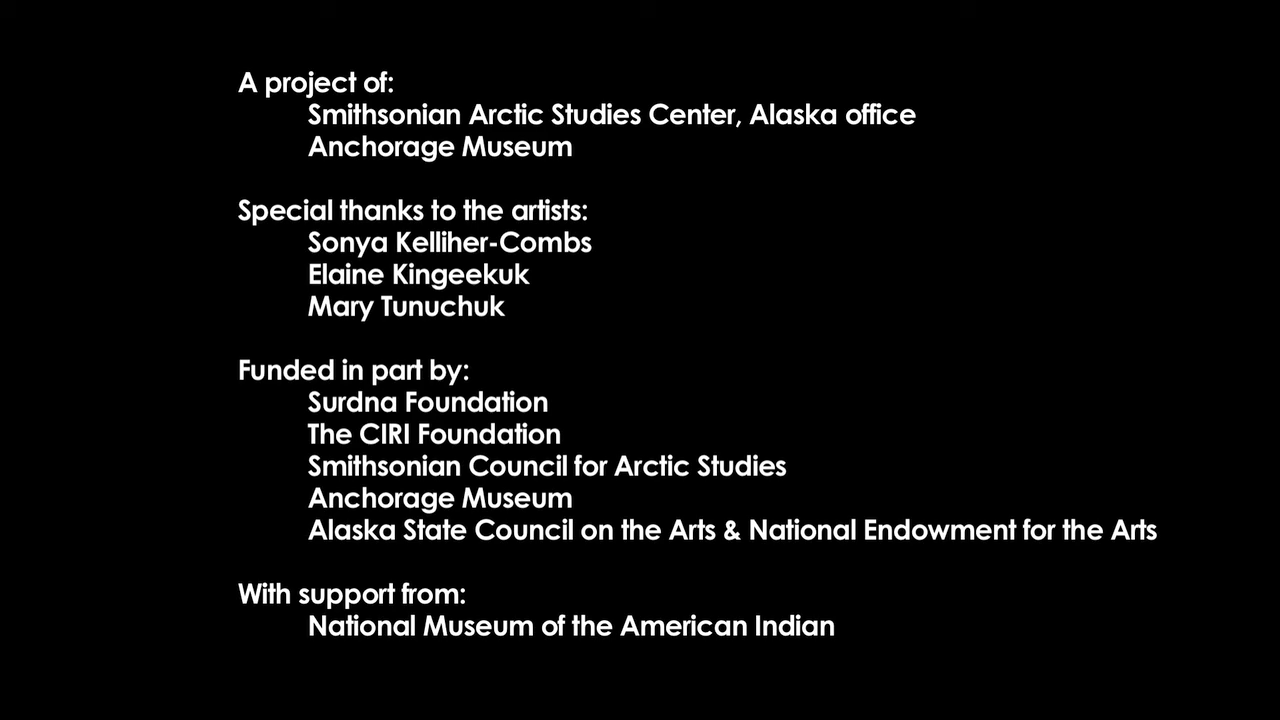 A project of:
Smithsonian Arctic Studies Center, Alaska office
Anchorage Museum
Special thanks to the artists:
Sonya Kelliher-Combs
Elaine Kingeekuk
Mary Tunuchuk
Funded in part by:
Surdna Foundation
The CIRI Foundation
Smithsonian Council for Arctic Studies
Anchorage Museum
Alaska State Council on the Arts & National Endowment for the Arts
With support from:
National Museum of the American Indian